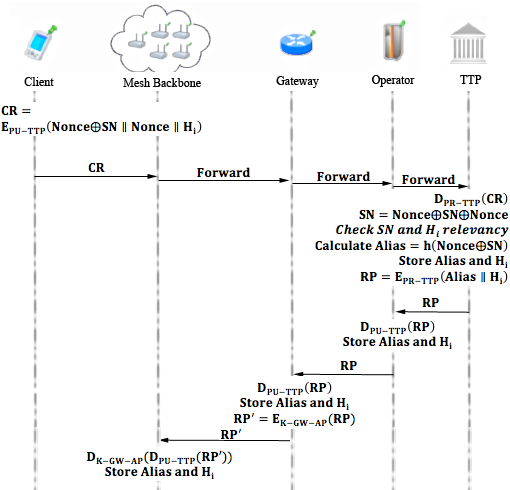 Client
Mesh Backbone
Gateway
Operator
TTP
CR =
E_PU−TTP(Nonce⊕SN ∥ Nonce ∥ H_i)
CR
Forward
Forward
Forward
D_PR−TTP(CR)
SN = Nonce⊕SN⊕Nonce
Check SN and H_i relevancy
Calculate Alias = h(Nonce⊕SN)
Store Alias and H_i
RP = E_PR−TTP(Alias ∥ H_i)
RP
D_PU−TTP(RP)
Store Alias and H_i
RP
D_PU−TTP(RP)
Store Alias and H_i
RP′ = E_K−GW−AP(RP)
RP′
D_K−GW−AP(D_PU−TTP(RP′))
Store Alias and H_i